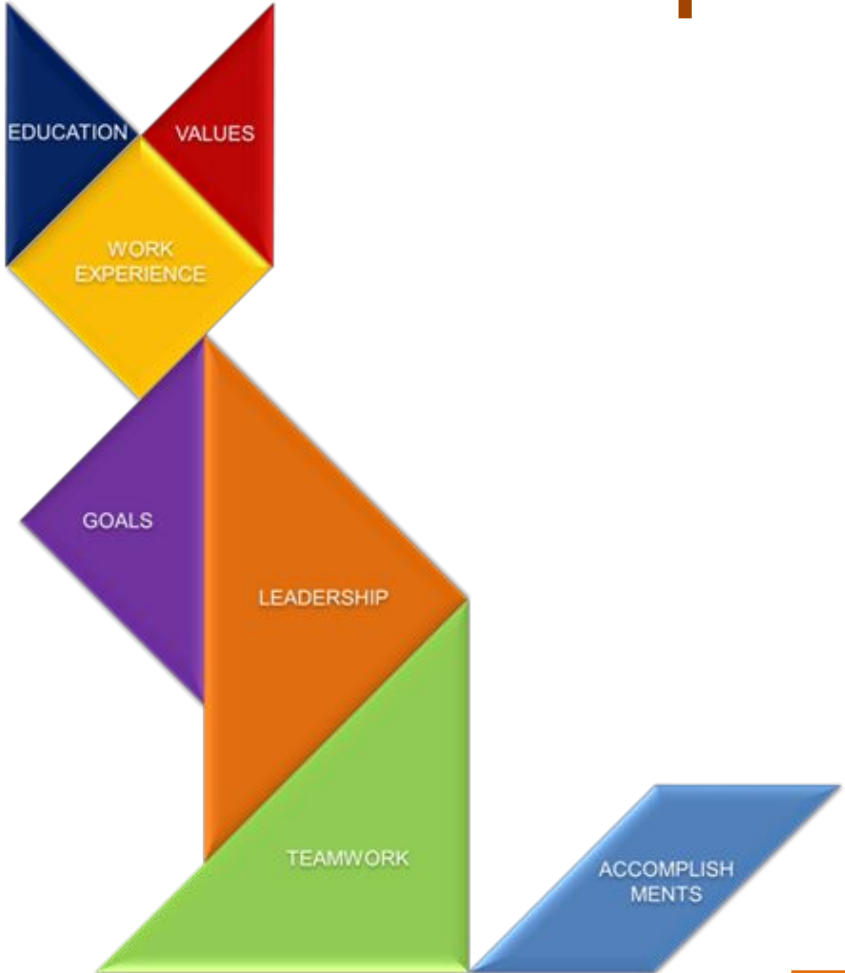 EDUCATION
VALUES
WORK
EXPERIENCE
GOALS
LEADERSHIP
TEAMWORK
ACCOMPLISH
MENTS